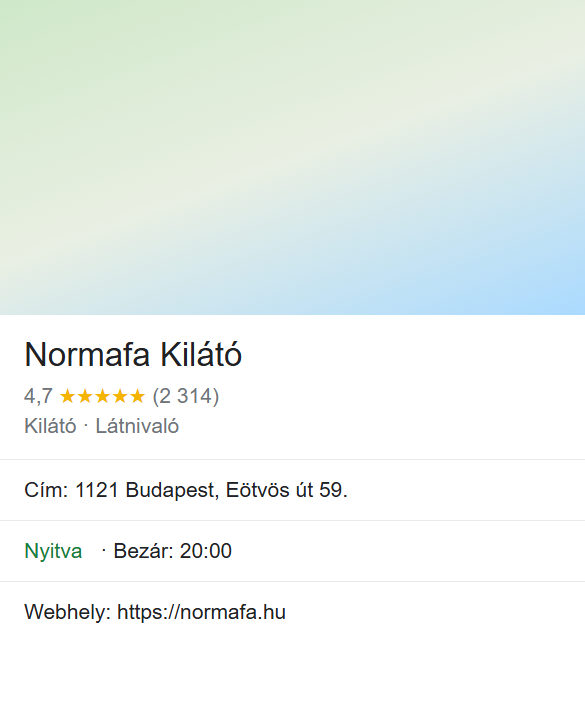 Normafa Kilátó
4,7 ★★★★★ (2 314)
Kilátó · Látnivaló
Cím: 1121 Budapest, Eötvös út 59.
Nyitva · Bezár: 20:00
Webhely: https://normafa.hu